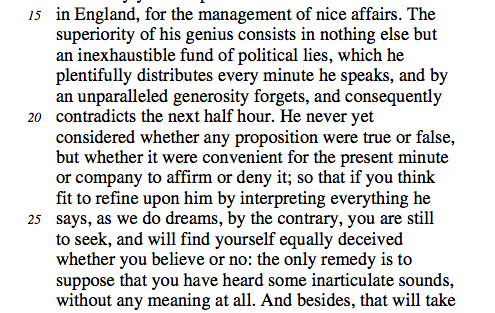 15 in England, for the management of nice affairs. The
superiority of his genius consists in nothing else but
an inexhaustible fund of political lies, which he
plentifully distributes every minute he speaks, and by
an unparalleled generosity forgets, and consequently
20 contradicts the next half hour. He never yet
considered whether any proposition were true or false,
but whether it were convenient for the present minute
or company to affirm or deny it; so that if you think
fit to refine upon him by interpreting everything he
25 says, as we do dreams, by the contrary, you are still
to seek, and will find yourself equally deceived
whether you believe or no: the only remedy is to
suppose that you have heard some inarticulate sounds,
without any meaning at all. And besides, that will take